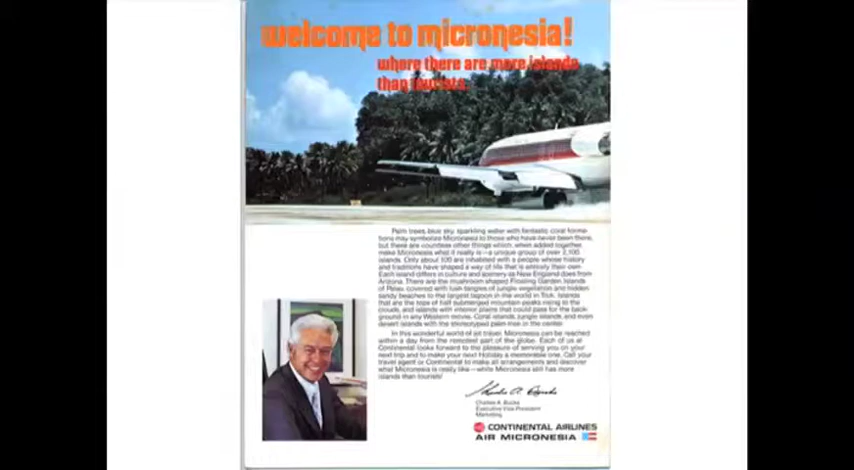 welcome to micronesia!
where there are more islands
than tourists.
Palm trees, blue sky, sparkling water with fantastic coral forma-
tions may symbolize Micronesia to those who have never been there,
but there are countless other things which, when added together,
make Micronesia what it really is—a unique group of over 2,100
islands. Only about 100 are inhabited with a people whose history
and traditions have shaped a way of life that is entirely their own.
Each island differs in culture and scenery as New England does from
Arizona. There are the mushroom shaped Floating Garden Islands
of Palau, covered with lush tangles of jungle vegetation and hidden
sandy beaches to the largest lagoon in the world in Truk. Islands
that are the tops of half submerged mountain peaks rising to the
clouds, and islands with interior plains that could pass for the back-
ground in any Western movie. Coral islands, jungle islands, and even
desert islands with the stereotyped palm tree in the center.
In this wonderful world of jet travel, Micronesia can be reached
within a day from the remotest part of the globe. Each of us at
Continental looks forward to the pleasure of serving you on your
next trip and to make your next Holiday a memorable one. Call your
travel agent or Continental to make all arrangements and discover
what Micronesia is really like—while Micronesia still has more
islands than tourists!
Charles A. Bucks
Charles A. Bucks
Executive Vice President
Marketing
CONTINENTAL AIRLINES
AIR MICRONESIA